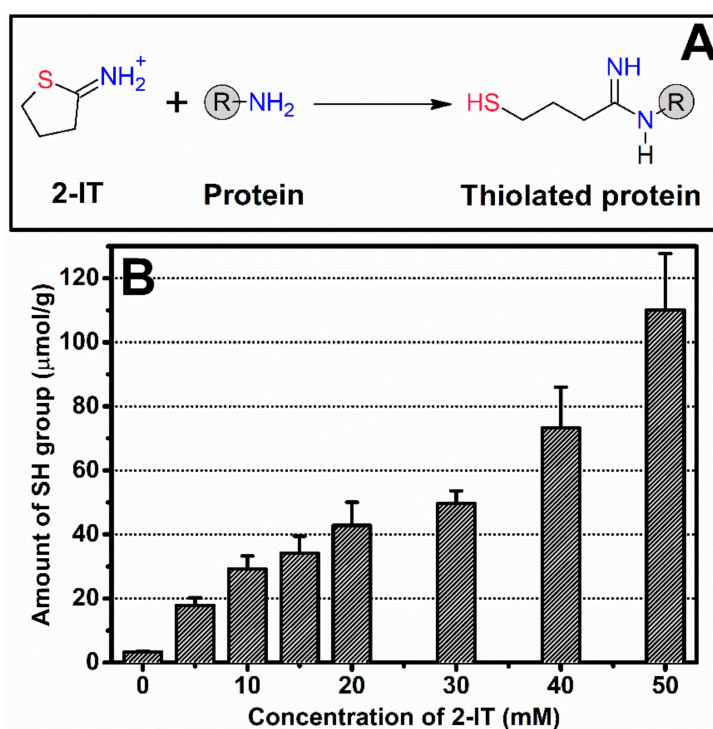 A
S
NH2+
+
R
NH2
HS
NH
N
H
R
2-IT
Protein
Thiolated protein
B
Amount of SH group (μmol/g)
120
100
80
60
40
20
0
0 10 20 30 40 50
Concentration of 2-IT (mM)